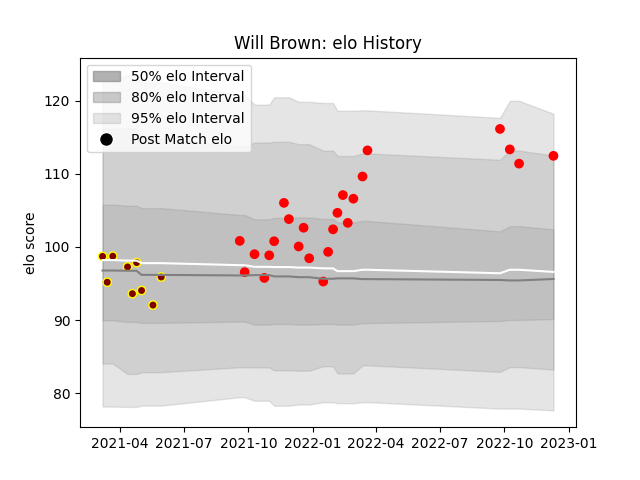 Will Brown: elo History
50% elo Interval
80% elo Interval
95% elo Interval
Post Match elo
elo score
120
110
100
90
80
2021-04 2021-07 2021-10 2022-01 2022-04 2022-07 2022-10 2023-01